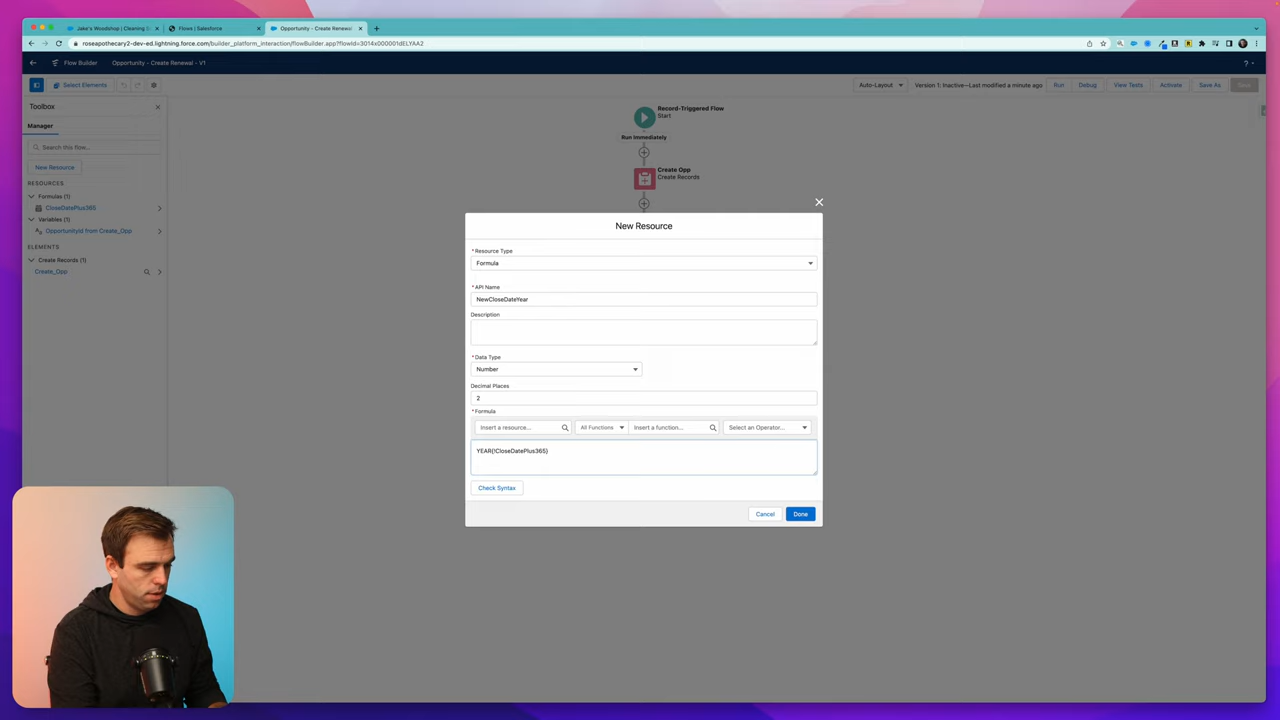 Jake's Woodshop | Cleaning S
Flows | Salesforce
Opportunity - Create Renewal
roseapothecary2-dev-ed.lightning.force.com/builder_platform_interaction/flowBuilder.app?flowId=3014x000001dELYAA2
Flow Builder
Opportunity - Create Renewal - V1
?
Select Elements
Auto-Layout
Version 1: Inactive—Last modified a minute ago
Run
Debug
View Tests
Activate
Save As
Toolbox
Manager
Search this flow...
New Resource
RESOURCES
Formulas (1)
CloseDatePlus365
Variables (1)
OpportunityId from Create_Opp
ELEMENTS
Create Records (1)
Create_Opp
Record-Triggered Flow
Start
Run Immediately
Create Opp
Create Records
New Resource
* Resource Type
Formula
* API Name
NewCloseDateYear
Description
* Data Type
Number
Decimal Places
2
* Formula
Insert a resource...
All Functions
Insert a function...
Select an Operator...
YEAR{!CloseDatePlus365}
Check Syntax
Cancel
Done